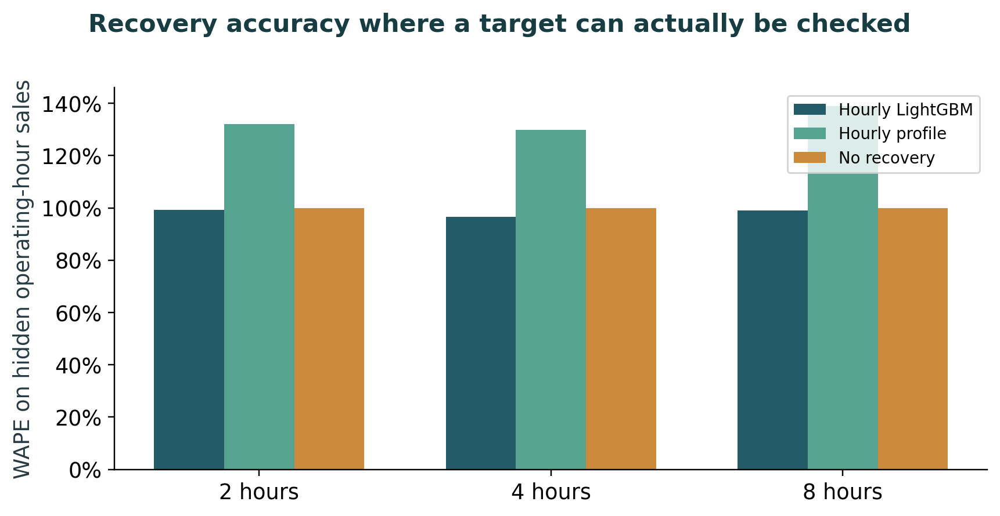 Recovery accuracy where a target can actually be checked
WAPE on hidden operating-hour sales
140%
120%
100%
80%
60%
40%
20%
0%
Hourly LightGBM
Hourly profile
No recovery
2 hours
4 hours
8 hours